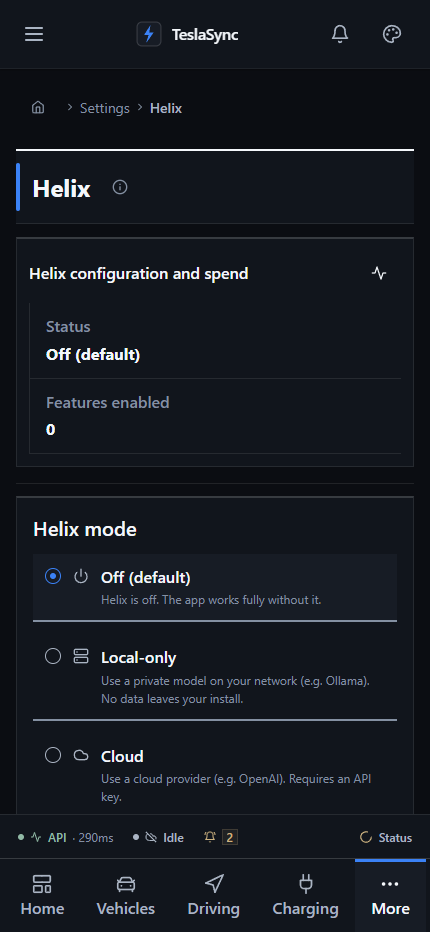 TeslaSync
Settings
Helix
Helix
Helix configuration and spend
Status
Off (default)
Features enabled
0
Helix mode
Off (default)
Helix is off. The app works fully without it.
Local-only
Use a private model on your network (e.g. Ollama).
No data leaves your install.
Cloud
Use a cloud provider (e.g. OpenAI). Requires an API
key.
API · 290ms
Idle
2
Status
Home
Vehicles
Driving
Charging
More